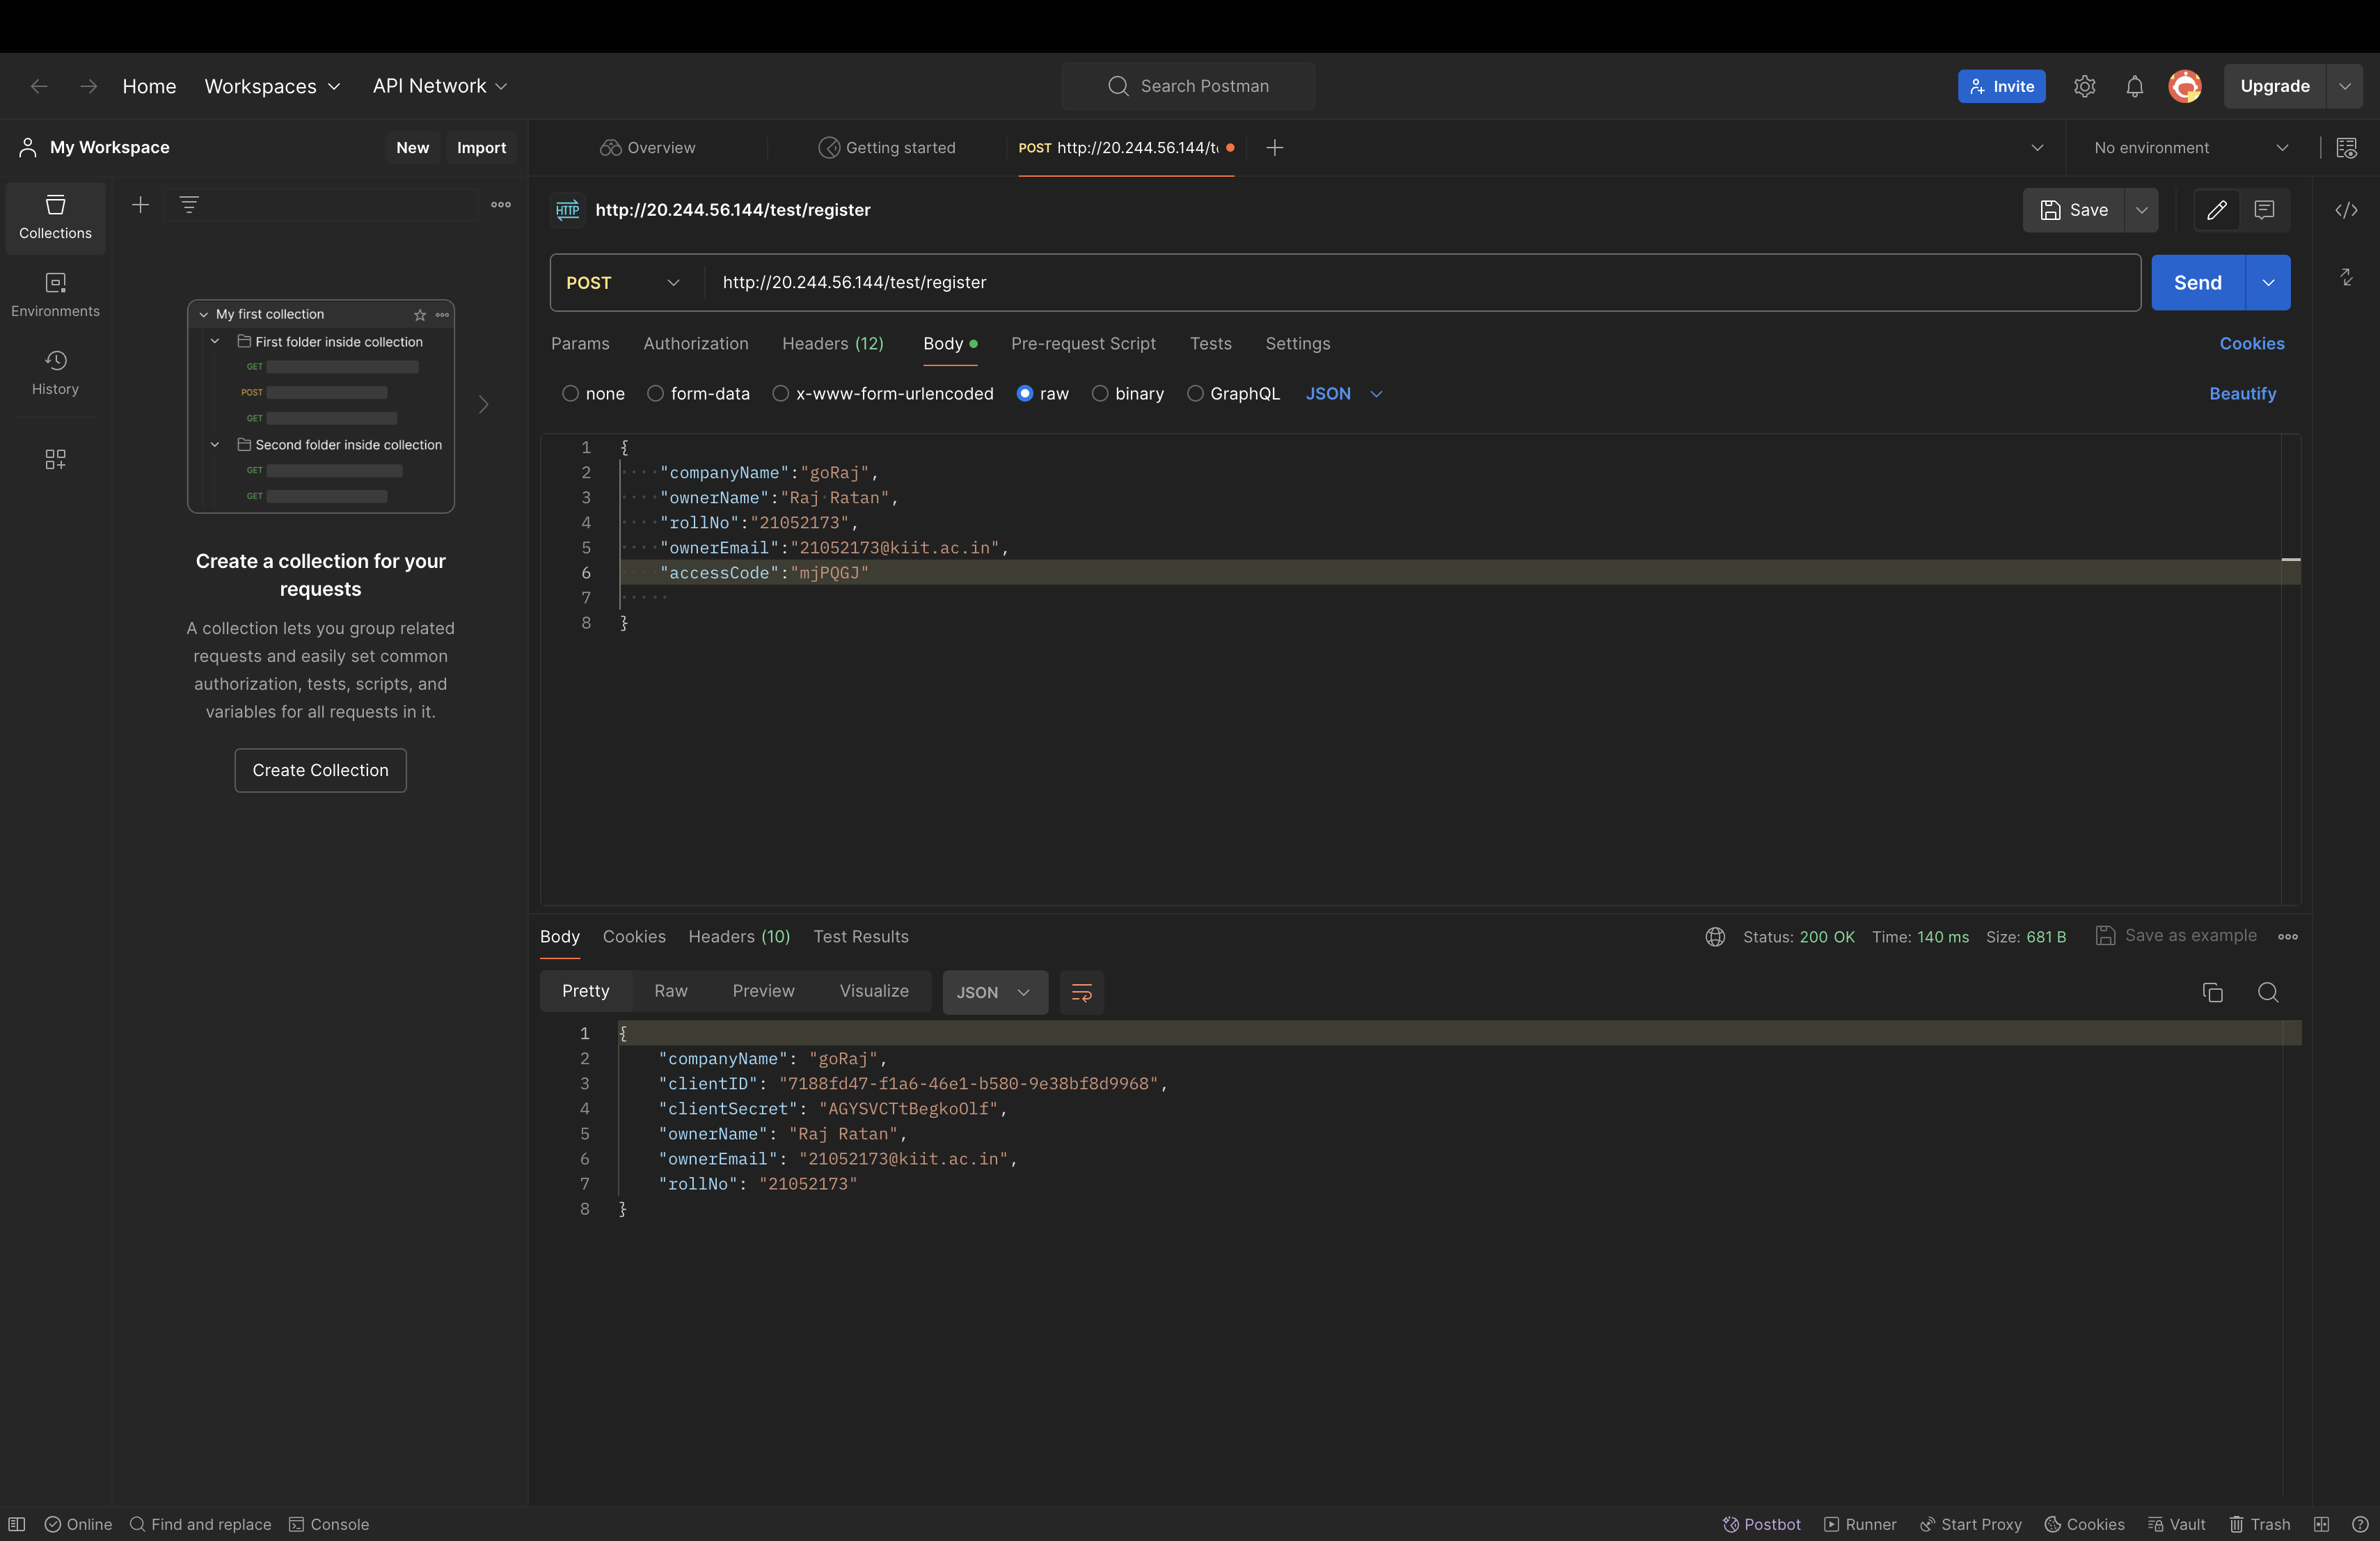 Home Workspaces API Network Search Postman Invite Upgrade
My Workspace New Import Overview Getting started POST http://20.244.56.144/t No environment
Collections
Environments
History
My first collection
First folder inside collection
GET
POST
GET
Second folder inside collection
GET
GET
Create a collection for your
requests
A collection lets you group related
requests and easily set common
authorization, tests, scripts, and
variables for all requests in it.
Create Collection
HTTP http://20.244.56.144/test/register Save
POST http://20.244.56.144/test/register Send
Params Authorization Headers (12) Body Pre-request Script Tests Settings Cookies
none form-data x-www-form-urlencoded raw binary GraphQL JSON Beautify
1 {
2 "companyName":"goRaj",
3 "ownerName":"Raj Ratan",
4 "rollNo":"21052173",
5 "ownerEmail":"21052173@kiit.ac.in",
6 "accessCode":"mjPQGJ"
7
8 }
Body Cookies Headers (10) Test Results Status: 200 OK Time: 140 ms Size: 681 B Save as example
Pretty Raw Preview Visualize JSON
1 {
2 "companyName": "goRaj",
3 "clientID": "7188fd47-f1a6-46e1-b580-9e38bf8d9968",
4 "clientSecret": "AGYSVCTtBegkoOlf",
5 "ownerName": "Raj Ratan",
6 "ownerEmail": "21052173@kiit.ac.in",
7 "rollNo": "21052173"
8 }
Online Find and replace Console Postbot Runner Start Proxy Cookies Vault Trash